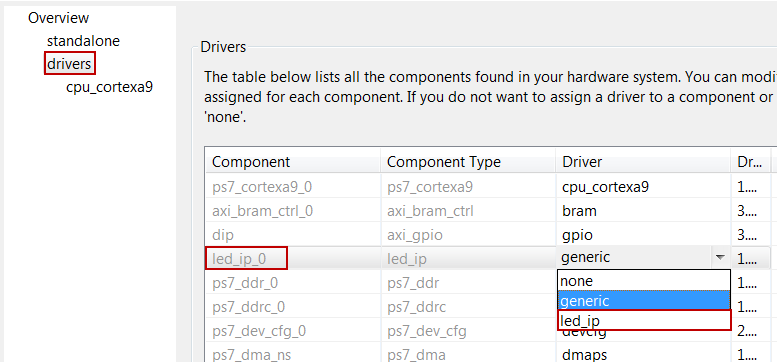 Overview
standalone
drivers
cpu_cortexa9
Drivers
The table below lists all the components found in your hardware system. You can modi
assigned for each component. If you do not want to assign a driver to a component or
'none'.
Component Component Type Driver Dr...
ps7_cortexa9_0 ps7_cortexa9 cpu_cortexa9 1....
axi_bram_ctrl_0 axi_bram_ctrl bram 3....
dip axi_gpio gpio 3....
led_ip_0 led_ip generic 1....
none
ps7_ddr_0 ps7_ddr 1....
generic
ps7_ddrc_0 ps7_ddrc 1....
led_ip
ps7_dev_cfg_0 ps7_dev_cfg devcfg 2....
ps7_dma_ns ps7_dma dmaps 1....